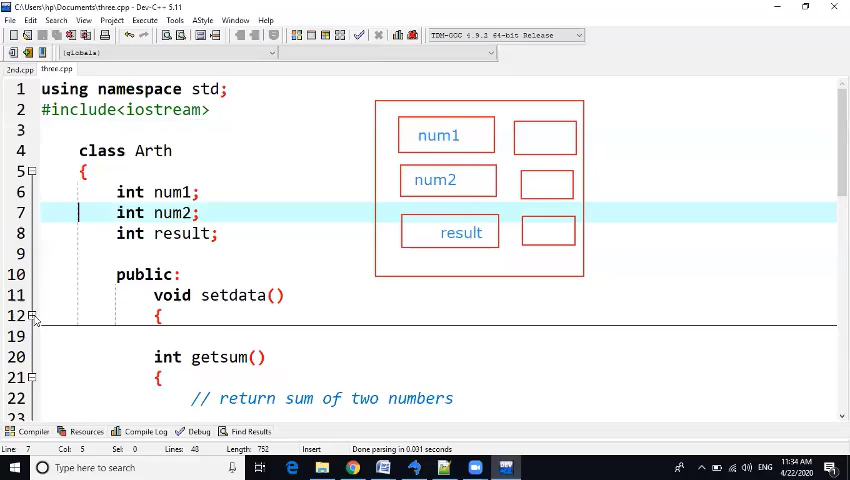 C:\Users\hp\Documents\three.cpp - Dev-C++ 5.11
File Edit Search View Project Execute Tools AStyle Window Help
TDM-GCC 4.9.2 64-bit Release
(globals)
2nd.cpp three.cpp
1 using namespace std;
2 #include<iostream>
3
4 class Arth
5 {
6 int num1;
7 int num2;
8 int result;
9
10 public:
11 void setdata()
12 {
19
20 int getsum()
21 {
22 // return sum of two numbers
23
num1
num2
result
Compiler Resources Compile Log Debug Find Results
Line: 7 Col: 5 Sel: 0 Lines: 48 Length: 752 Insert Done parsing in 0.031 seconds
Type here to search
ENG
11:34 AM
4/22/2020